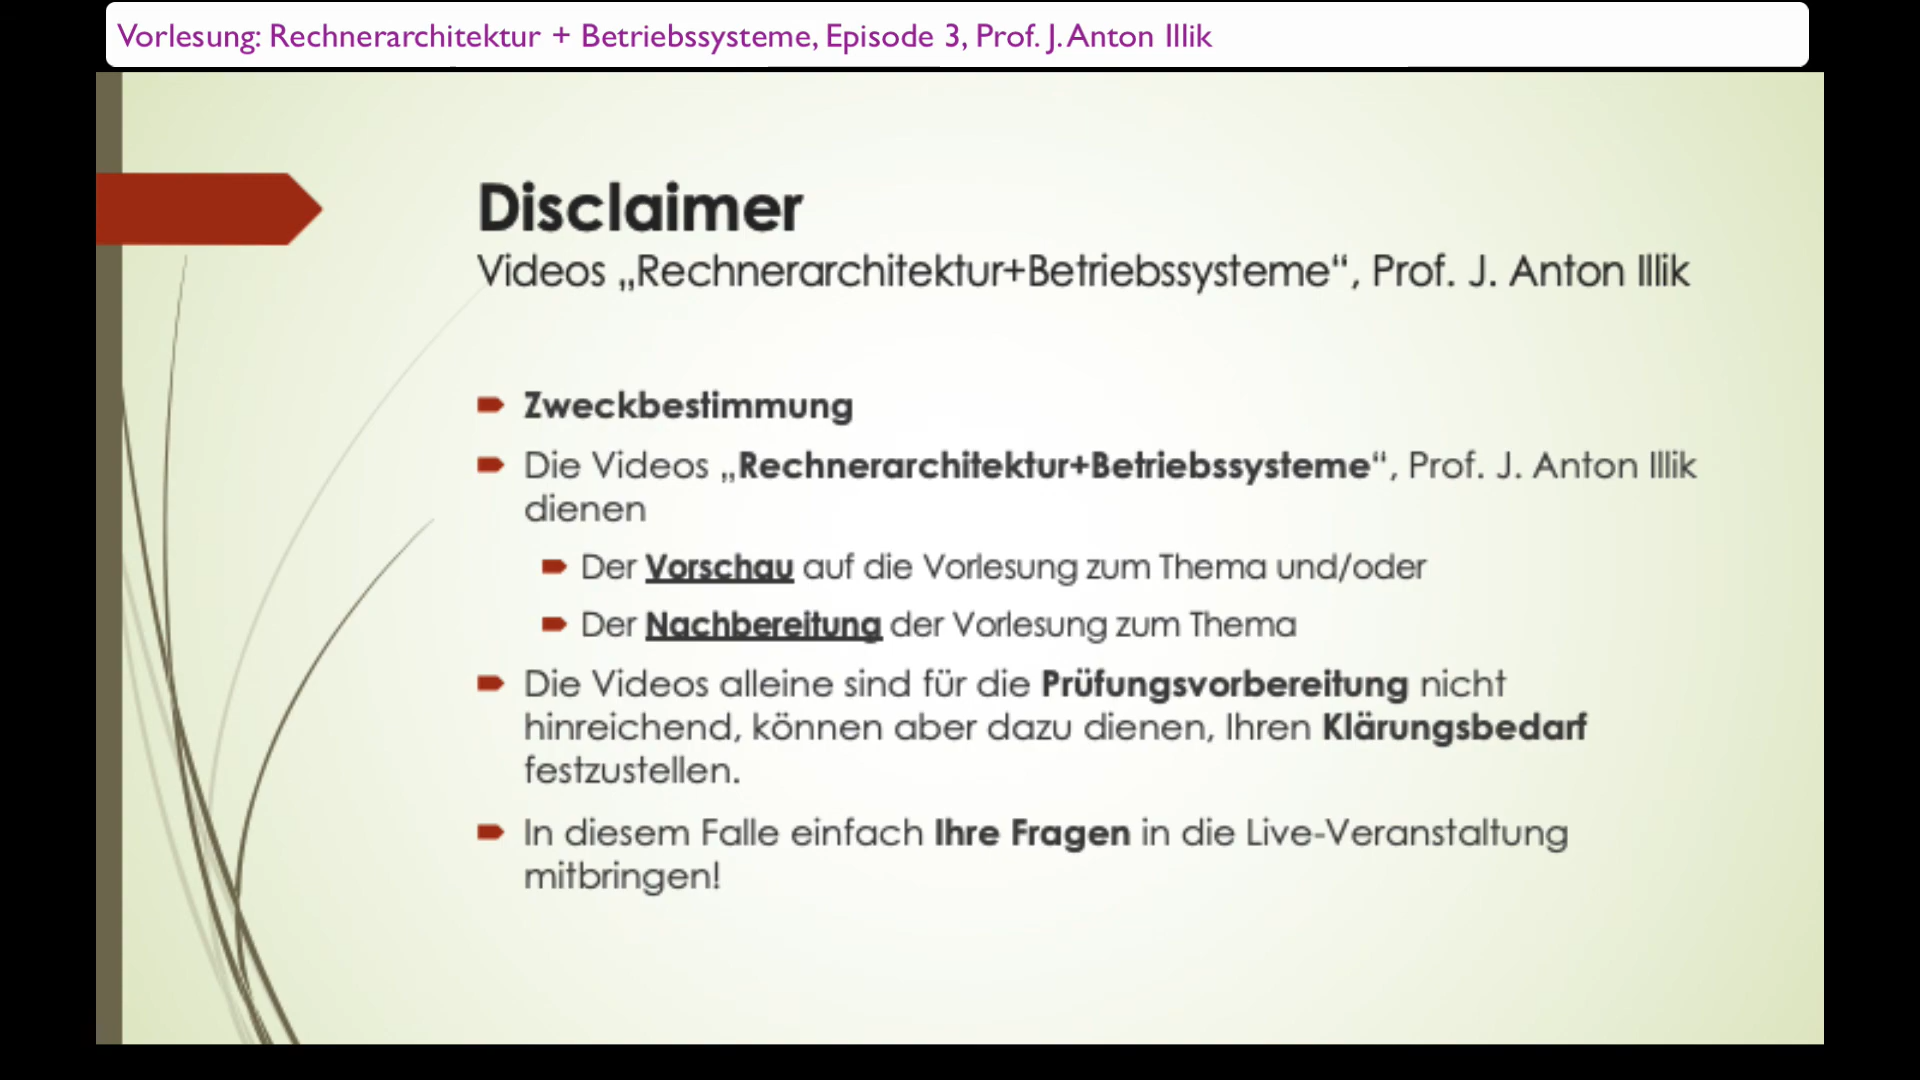 Vorlesung: Rechnerarchitektur + Betriebssysteme, Episode 3, Prof. J. Anton Illik
Disclaimer
Videos „Rechnerarchitektur+Betriebssysteme“, Prof. J. Anton Illik
Zweckbestimmung
Die Videos „Rechnerarchitektur+Betriebssysteme“, Prof. J. Anton Illik
dienen
Der Vorschau auf die Vorlesung zum Thema und/oder
Der Nachbereitung der Vorlesung zum Thema
Die Videos alleine sind für die Prüfungsvorbereitung nicht
hinreichend, können aber dazu dienen, Ihren Klärungsbedarf
festzustellen.
In diesem Falle einfach Ihre Fragen in die Live-Veranstaltung
mitbringen!